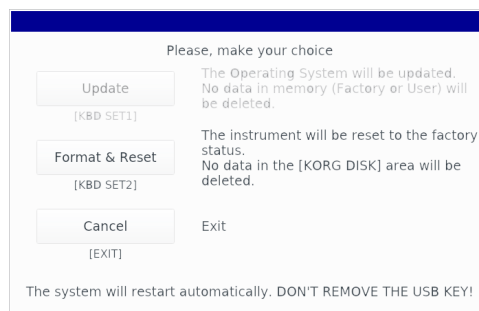 Please, make your choice
Update
[KBD SET1]
The Operating System will be updated.
No data in memory (Factory or User) will
be deleted.
Format & Reset
[KBD SET2]
The instrument will be reset to the factory
status.
No data in the [KORG DISK] area will be
deleted.
Cancel
[EXIT]
Exit
The system will restart automatically. DON'T REMOVE THE USB KEY!